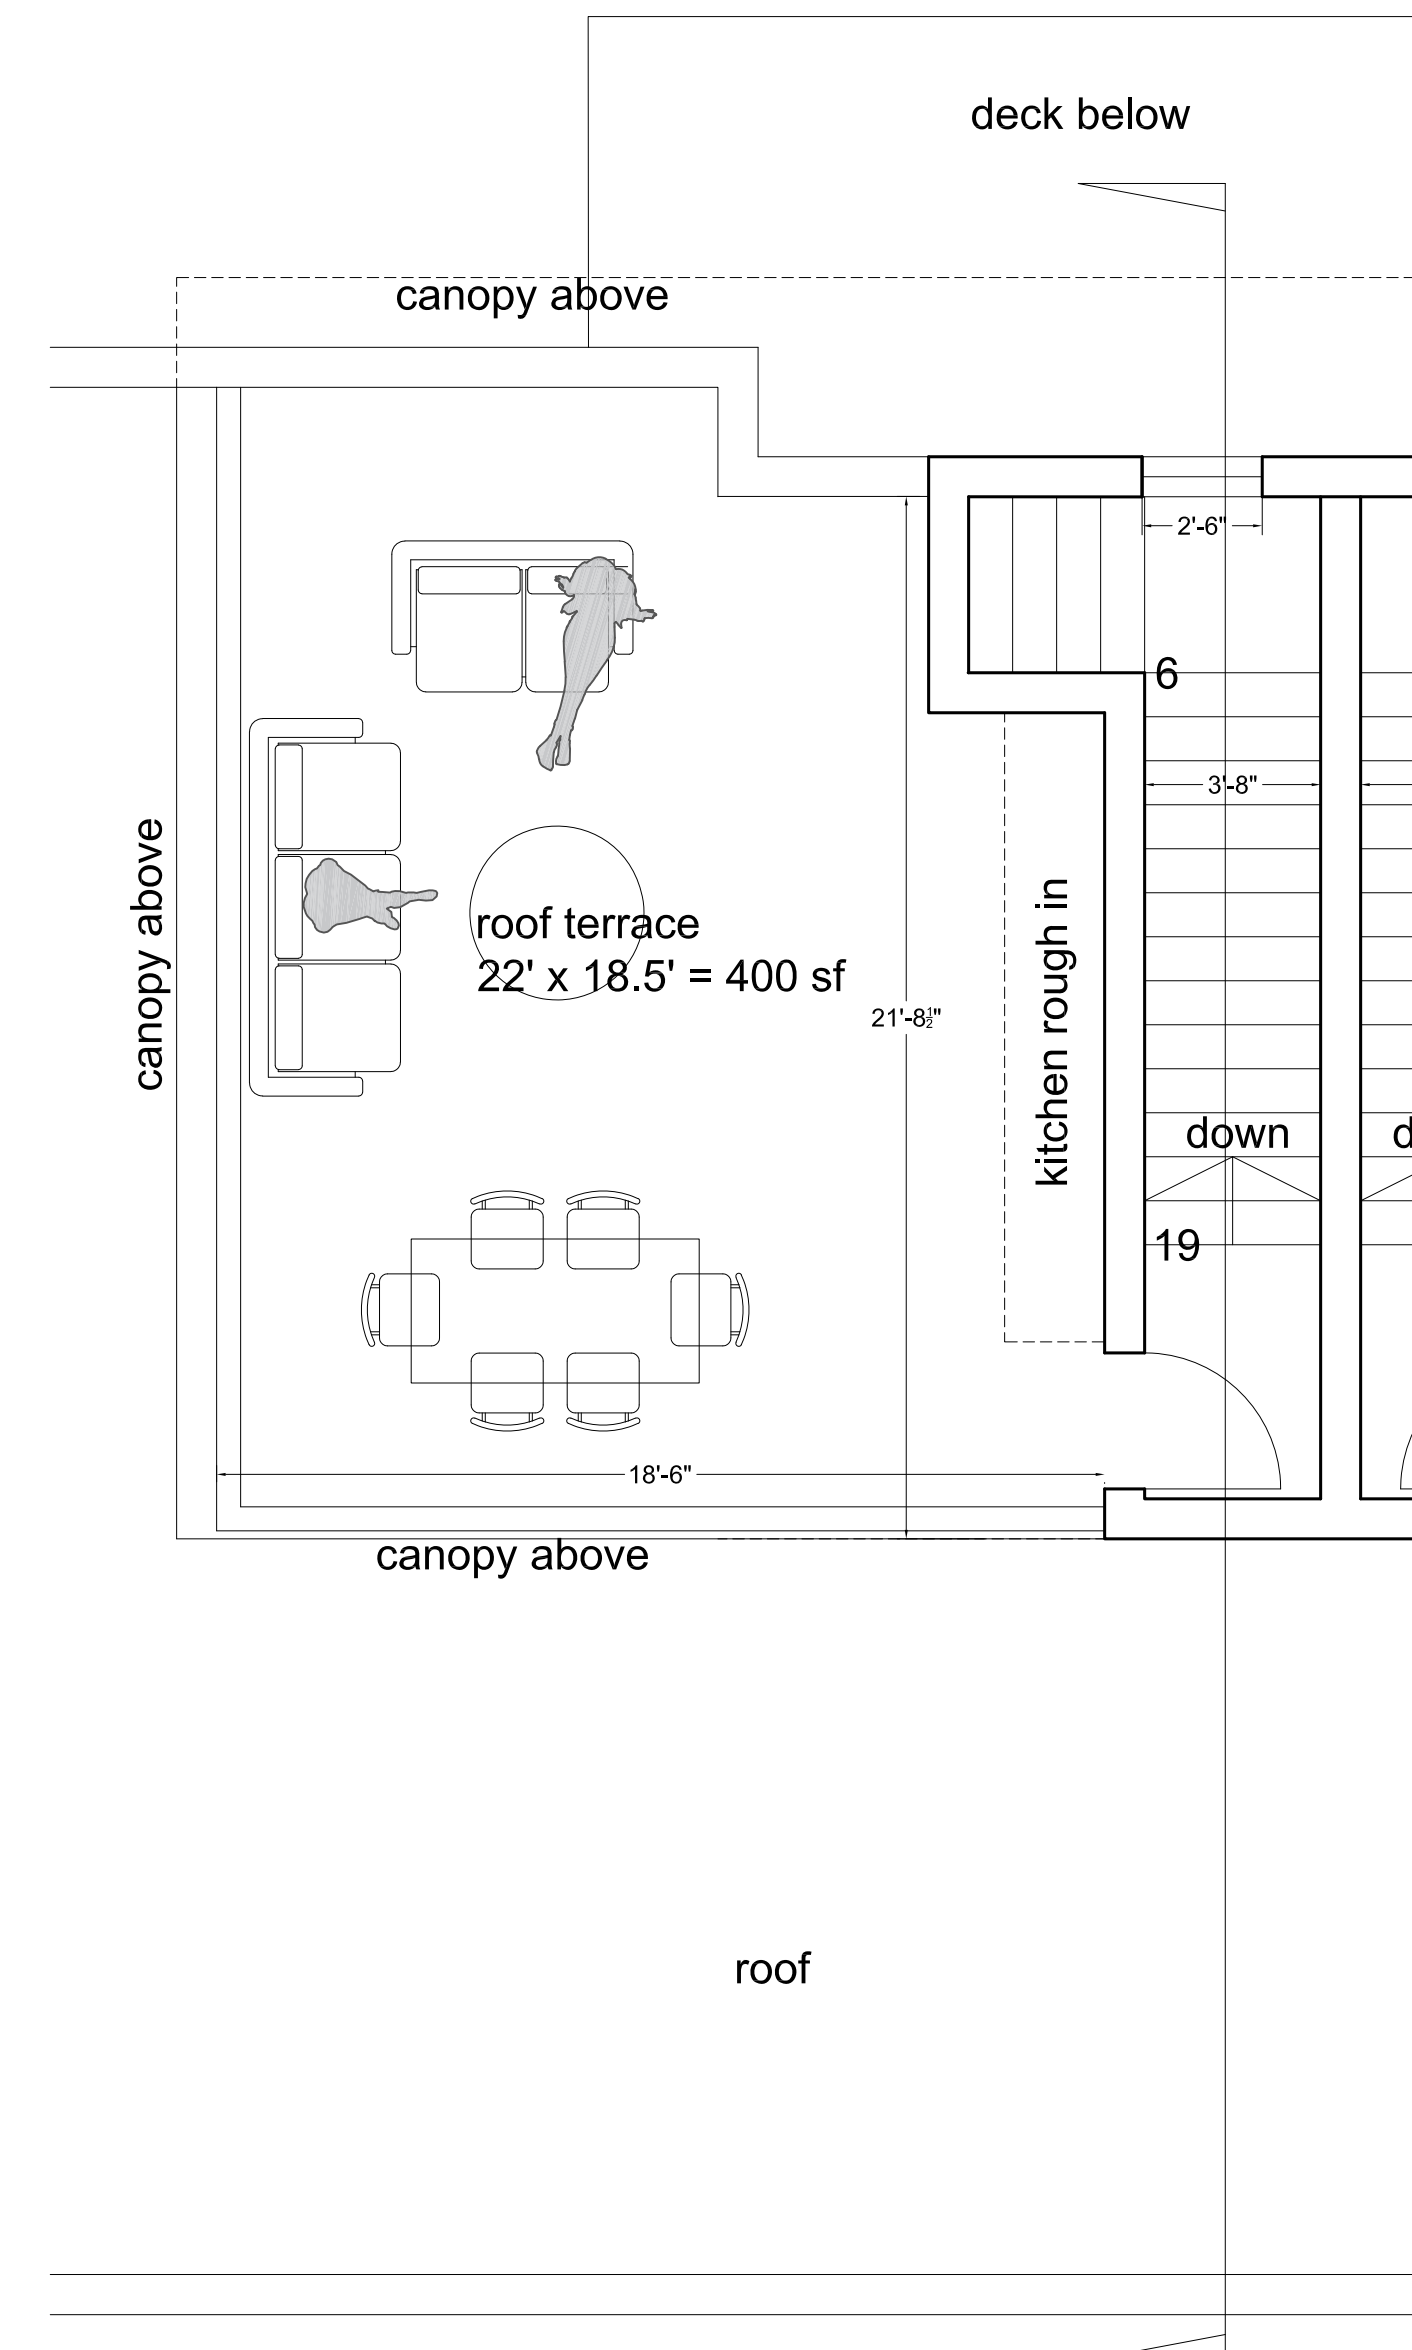 deck below
canopy above
2'-6"
6
3'-8"
canopy above
roof terrace
22' x 18.5' = 400 sf
21'-8½"
kitchen rough in
down
d
19
18'-6"
canopy above
roof